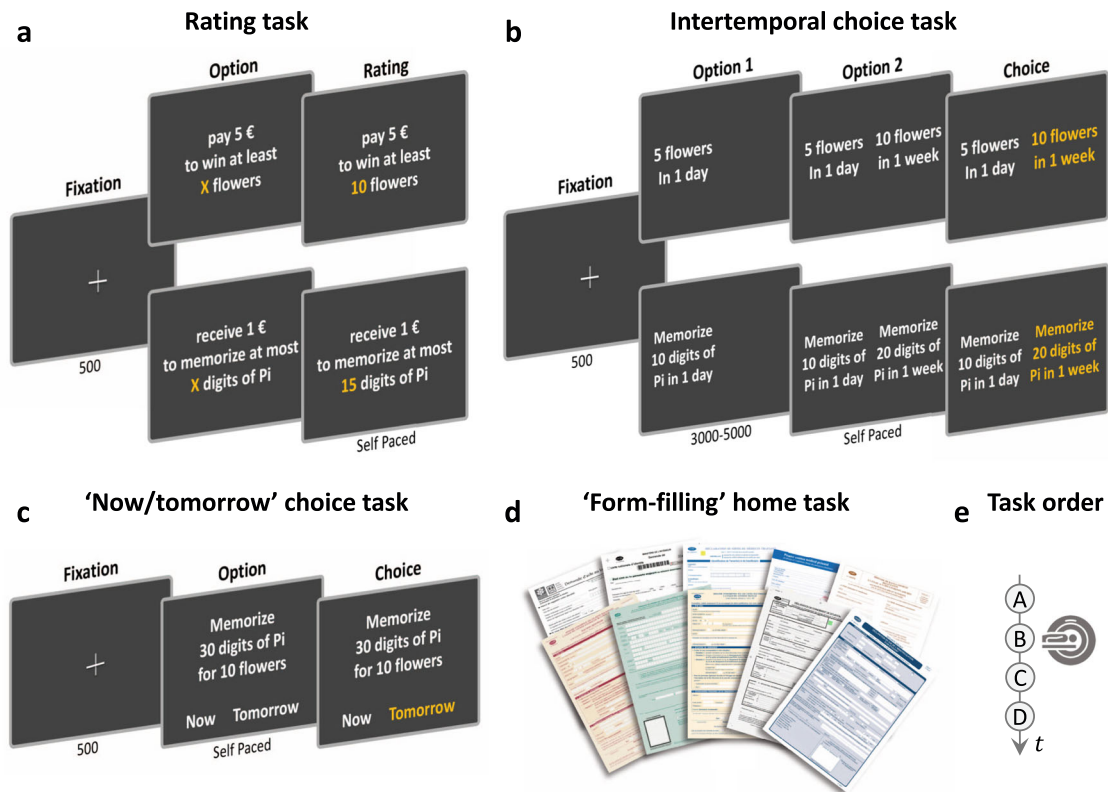 a
Rating task
Fixation
500
Option
pay 5 €
to win at least
X flowers
Rating
pay 5 €
to win at least
10 flowers
receive 1 €
to memorize at most
X digits of Pi
receive 1 €
to memorize at most
15 digits of Pi
Self Paced
b
Intertemporal choice task
Fixation
500
Option 1
5 flowers
In 1 day
Option 2
5 flowers
In 1 day
10 flowers
in 1 week
Choice
5 flowers
In 1 day
10 flowers
in 1 week
Memorize
10 digits of
Pi in 1 day
3000-5000
Memorize
10 digits of
Pi in 1 day
Memorize
20 digits of
Pi in 1 week
Self Paced
Memorize
10 digits of
Pi in 1 day
Memorize
20 digits of
Pi in 1 week
c
‘Now/tomorrow’ choice task
Fixation
500
Option
Memorize
30 digits of Pi
for 10 flowers
Now Tomorrow
Self Paced
Choice
Memorize
30 digits of Pi
for 10 flowers
Now Tomorrow
d
‘Form-filling’ home task
e
Task order
A
B
C
D
t